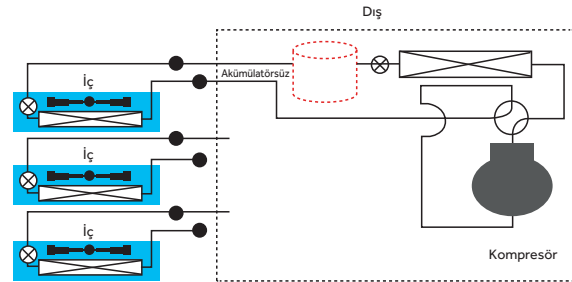 Dış
Akümülatörsüz
İç
İç
İç
Kompresör